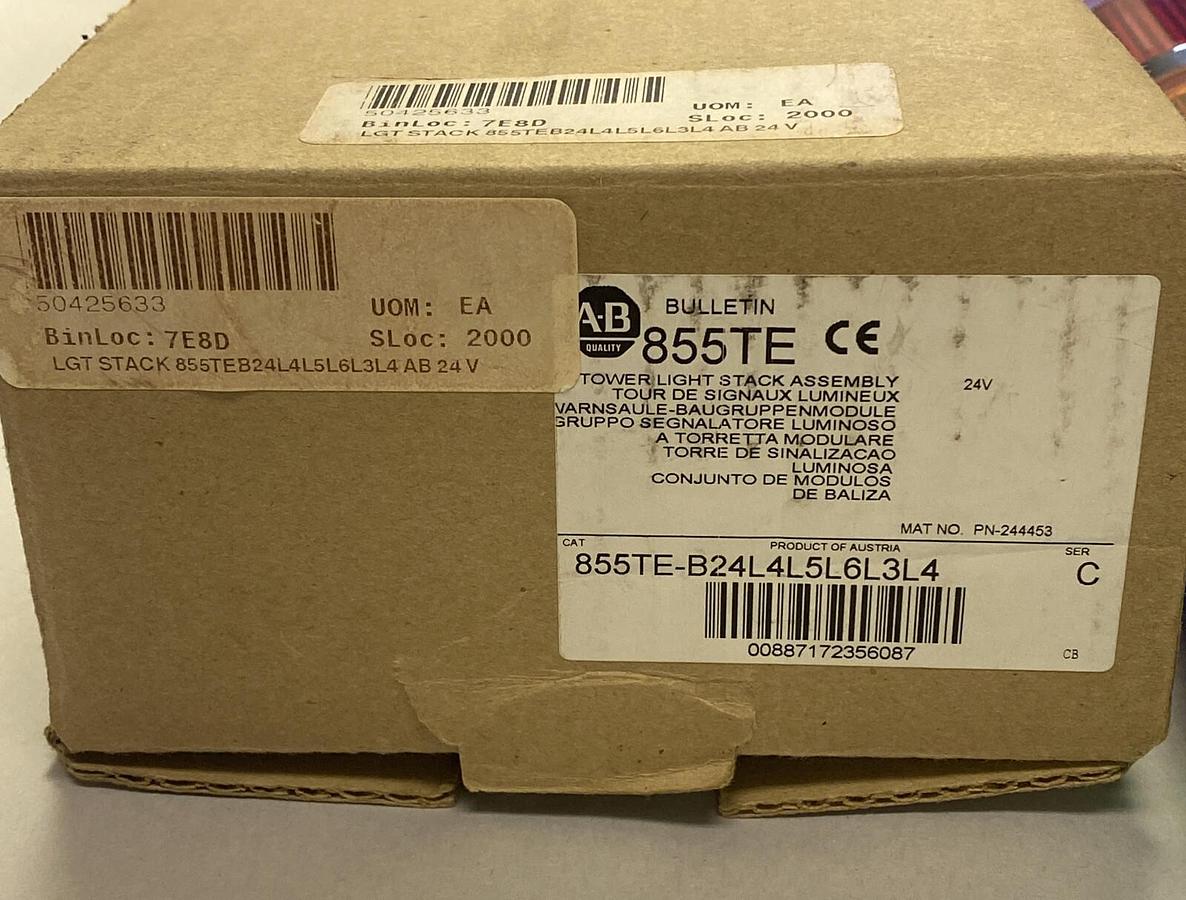 50425633
UOM: EA
BinLoc: 7E8D
SLoc: 2000
LGT STACK 855TEB24L4L5L6L3L4 AB 24 V
50425633
UOM: EA
BinLoc: 7E8D
SLoc: 2000
LGT STACK 855TEB24L4L5L6L3L4 AB 24 V
A-B
QUALITY
BULLETIN
855TE CE
TOWER LIGHT STACK ASSEMBLY 24V
TOUR DE SIGNAUX LUMINEUX
WARNSAULE-BAUGRUPPENMODULE
GRUPPO SEGNALATORE LUMINOSO
A TORRETTA MODULARE
TORRE DE SINALIZACAO
LUMINOSA
CONJUNTO DE MODULOS
DE BALIZA
MAT NO. PN-244453
CAT PRODUCT OF AUSTRIA SER
855TE-B24L4L5L6L3L4 C
00887172356087
CB